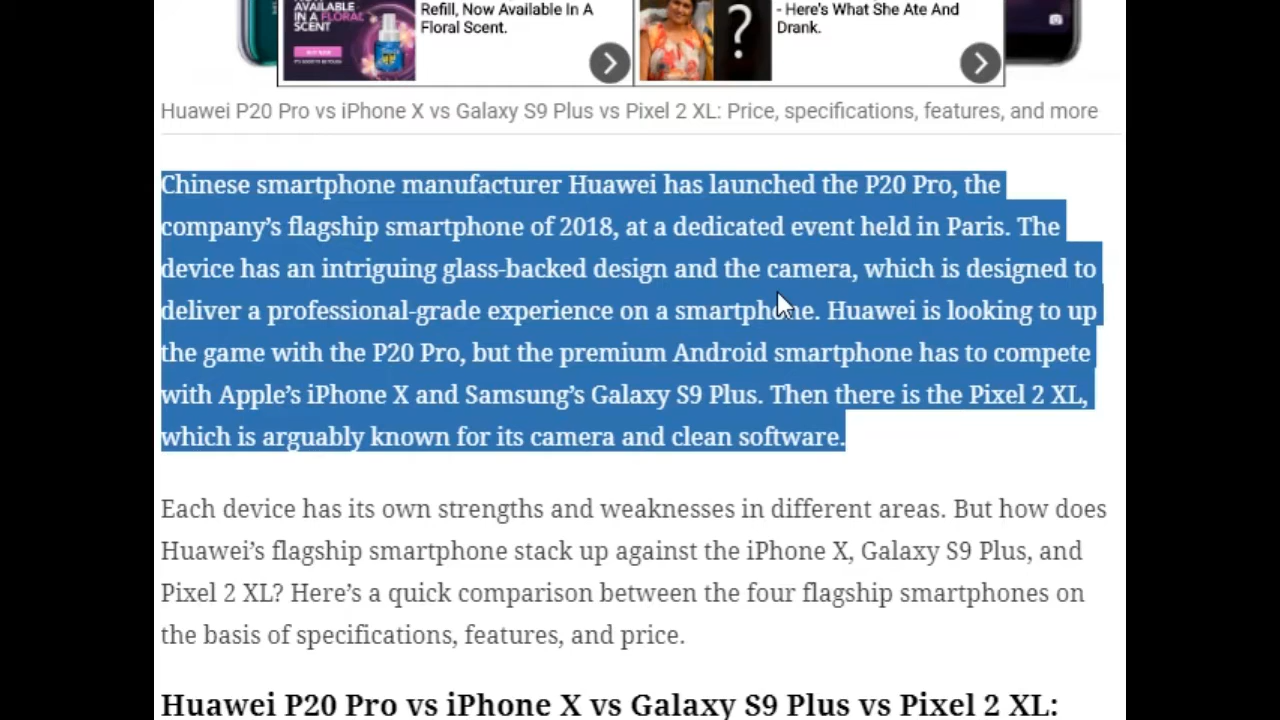 AVAILABLE
IN A FLORAL
SCENT
Refill, Now Available In A
Floral Scent.
?
- Here's What She Ate And
Drank.
Huawei P20 Pro vs iPhone X vs Galaxy S9 Plus vs Pixel 2 XL: Price, specifications, features, and more
Chinese smartphone manufacturer Huawei has launched the P20 Pro, the
company’s flagship smartphone of 2018, at a dedicated event held in Paris. The
device has an intriguing glass-backed design and the camera, which is designed to
deliver a professional-grade experience on a smartphone. Huawei is looking to up
the game with the P20 Pro, but the premium Android smartphone has to compete
with Apple’s iPhone X and Samsung’s Galaxy S9 Plus. Then there is the Pixel 2 XL,
which is arguably known for its camera and clean software.
Each device has its own strengths and weaknesses in different areas. But how does
Huawei’s flagship smartphone stack up against the iPhone X, Galaxy S9 Plus, and
Pixel 2 XL? Here’s a quick comparison between the four flagship smartphones on
the basis of specifications, features, and price.
Huawei P20 Pro vs iPhone X vs Galaxy S9 Plus vs Pixel 2 XL: